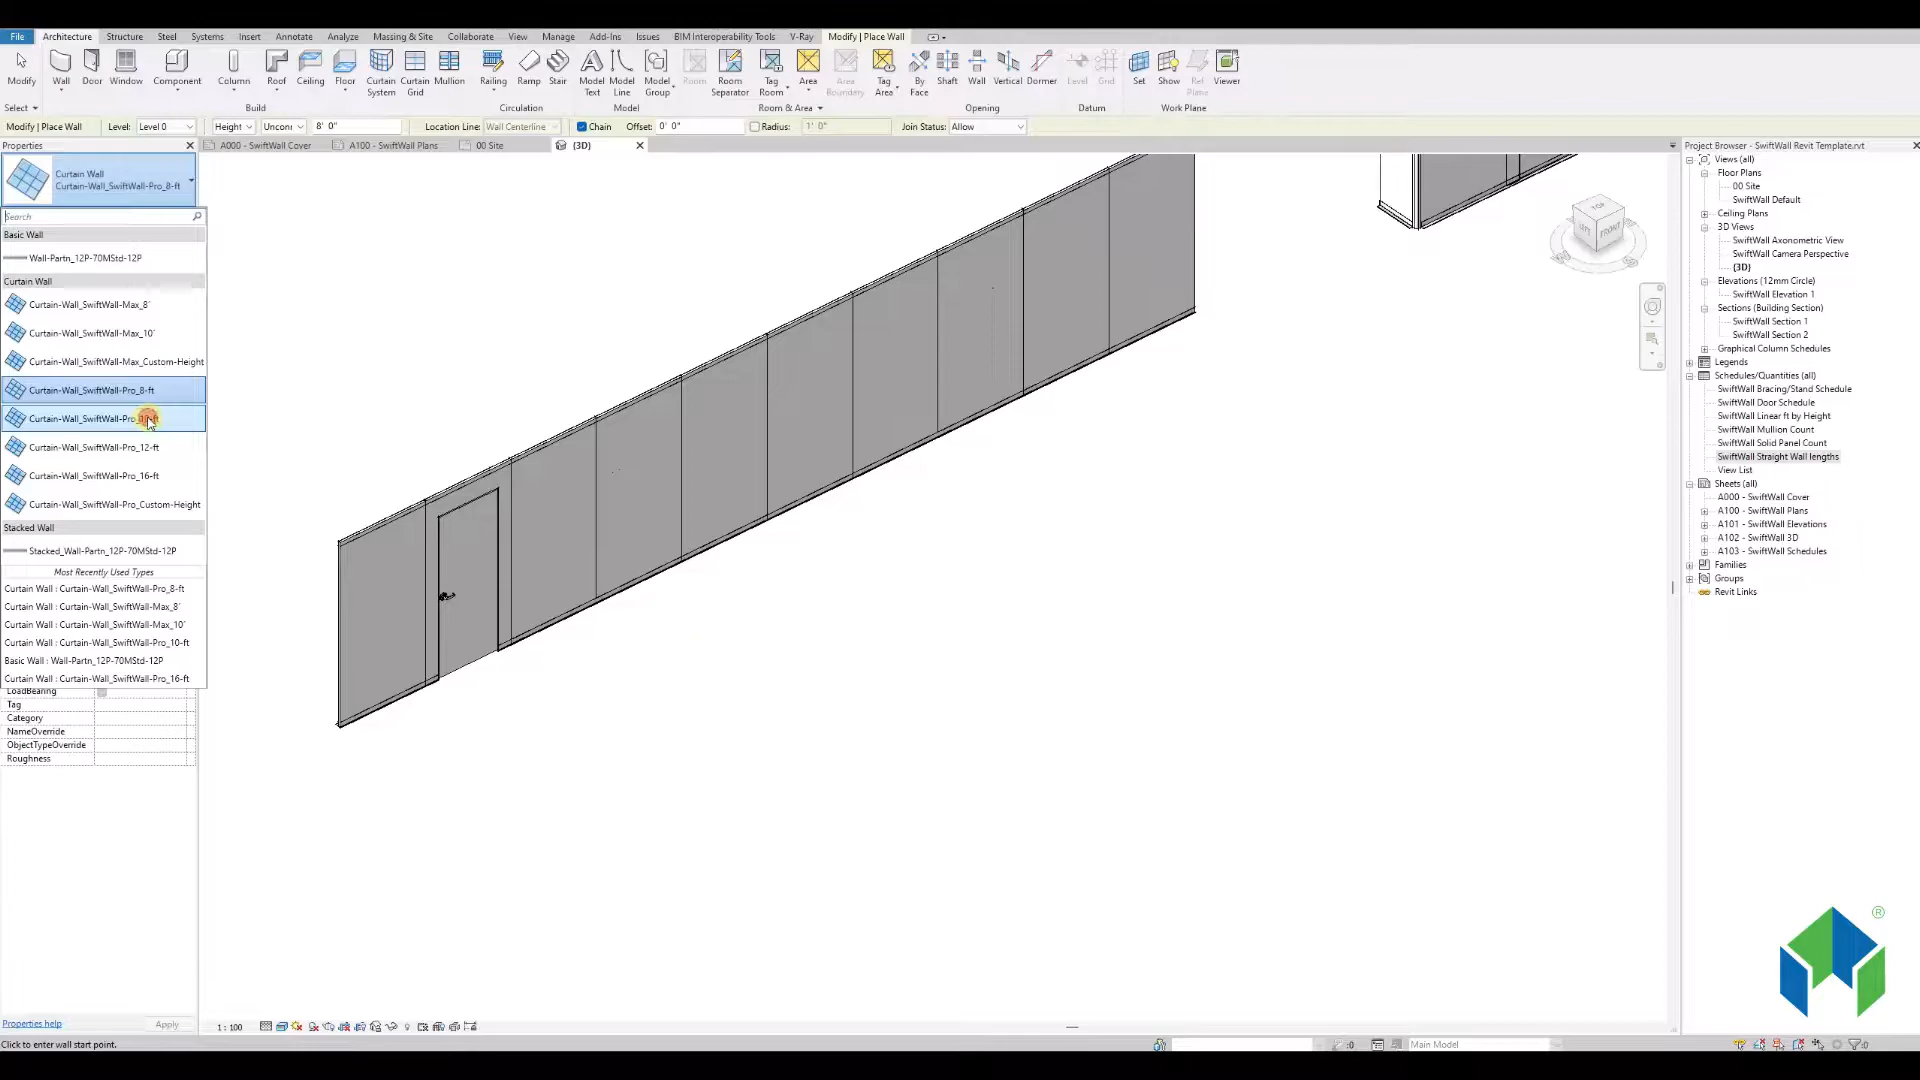 File Architecture Structure Steel Systems Insert Annotate Analyze Massing & Site Collaborate View Manage Add-Ins Issues BIM Interoperability Tools V-Ray Modify | Place Wall
Modify Wall Door Window Component Column Roof Ceiling Floor Curtain System Curtain Grid Mullion Railing Ramp Stair Model Text Model Line Model Group Room Room Separator Tag Room Area Area Boundary Tag Area By Face Shaft Wall Vertical Dormer Level Grid Set Show Ref Plane Viewer
Select Build Circulation Model Room & Area Opening Datum Work Plane
Modify | Place Wall Level: Level 0 Height Uncon 8' 0" Location Line: Wall Centerline Chain Offset: 0' 0" Radius: 1' 0" Join Status: Allow
Properties
A000 - SwiftWall Cover A100 - SwiftWall Plans 00 Site {3D}
Project Browser - SwiftWall Revit Template.rvt
Curtain Wall
Curtain-Wall_SwiftWall-Pro_8-ft
Search
Basic Wall
Wall-Partn_12P-70MStd-12P
Curtain Wall
Curtain-Wall_SwiftWall-Max_8'
Curtain-Wall_SwiftWall-Max_10'
Curtain-Wall_SwiftWall-Max_Custom-Height
Curtain-Wall_SwiftWall-Pro_8-ft
Curtain-Wall_SwiftWall-Pro_10-ft
Curtain-Wall_SwiftWall-Pro_12-ft
Curtain-Wall_SwiftWall-Pro_16-ft
Curtain-Wall_SwiftWall-Pro_Custom-Height
Stacked Wall
Stacked_Wall-Partn_12P-70MStd-12P
Most Recently Used Types
Curtain Wall : Curtain-Wall_SwiftWall-Pro_8-ft
Curtain Wall : Curtain-Wall_SwiftWall-Max_8'
Curtain Wall : Curtain-Wall_SwiftWall-Max_10'
Curtain Wall : Curtain-Wall_SwiftWall-Pro_10-ft
Basic Wall : Wall-Partn_12P-70MStd-12P
Curtain Wall : Curtain-Wall_SwiftWall-Pro_16-ft
LoadBearing
Tag
Category
NameOverride
ObjectTypeOverride
Roughness
Properties help Apply
TOP
LEFT FRONT
Views (all)
Floor Plans
00 Site
SwiftWall Default
Ceiling Plans
3D Views
SwiftWall Axonometric View
SwiftWall Camera Perspective
{3D}
Elevations (12mm Circle)
SwiftWall Elevation 1
Sections (Building Section)
SwiftWall Section 1
SwiftWall Section 2
Graphical Column Schedules
Legends
Schedules/Quantities (all)
SwiftWall Bracing/Stand Schedule
SwiftWall Door Schedule
SwiftWall Linear ft by Height
SwiftWall Mullion Count
SwiftWall Solid Panel Count
SwiftWall Straight Wall lengths
View List
Sheets (all)
A000 - SwiftWall Cover
A100 - SwiftWall Plans
A101 - SwiftWall Elevations
A102 - SwiftWall 3D
A103 - SwiftWall Schedules
Families
Groups
Revit Links
®
1 : 100
Click to enter wall start point. :0 Main Model :0